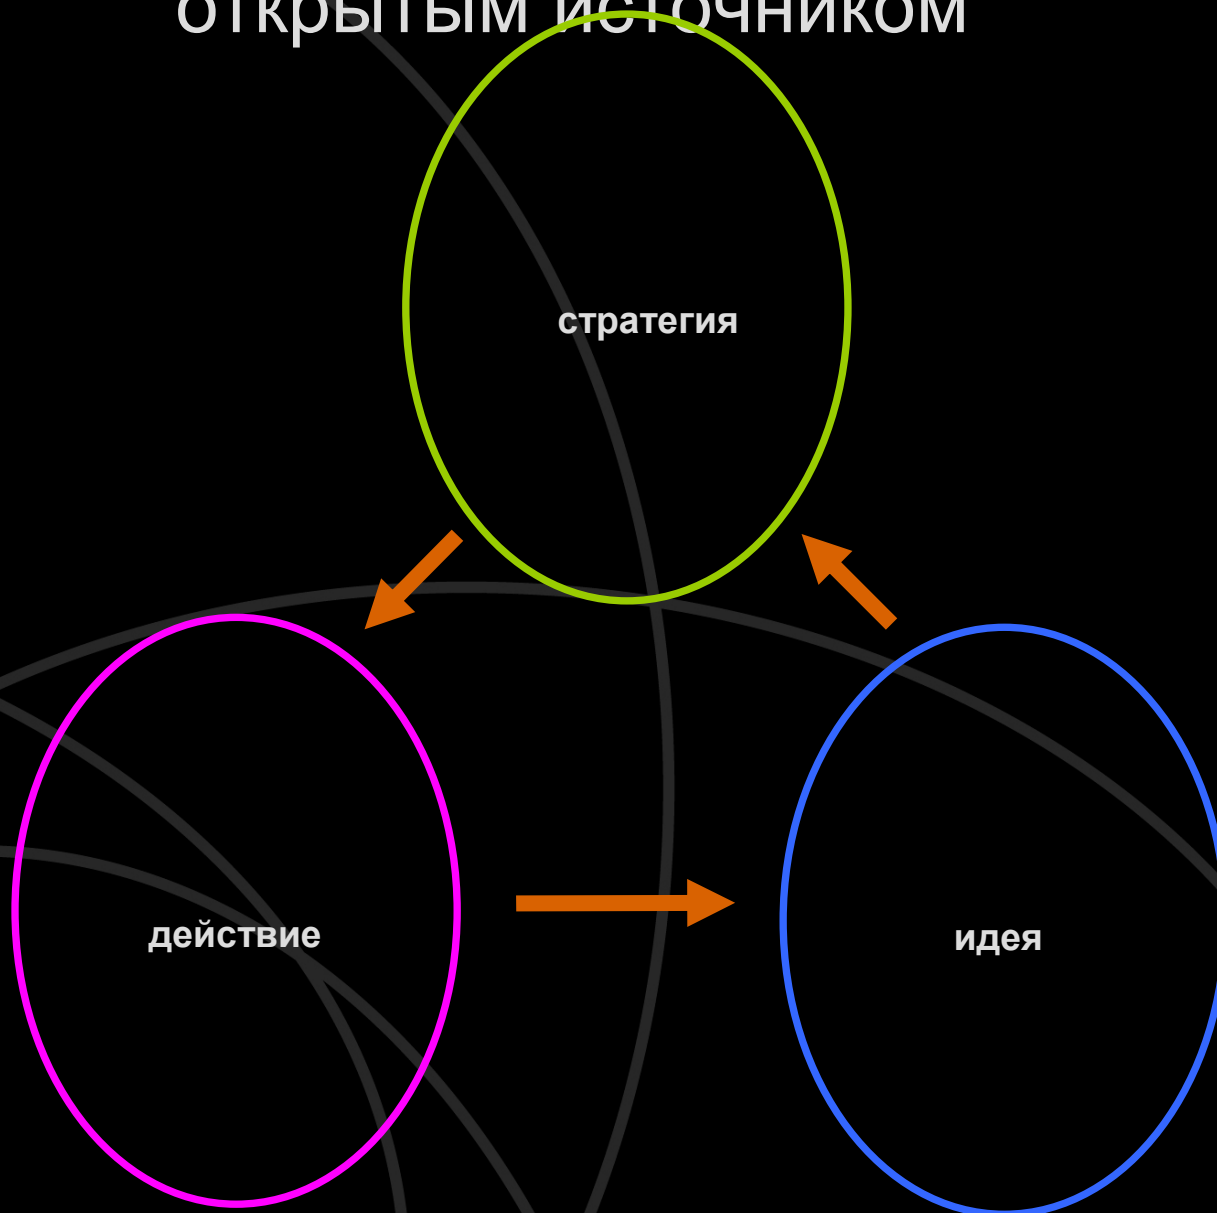 открытым источником
стратегия
действие
идея